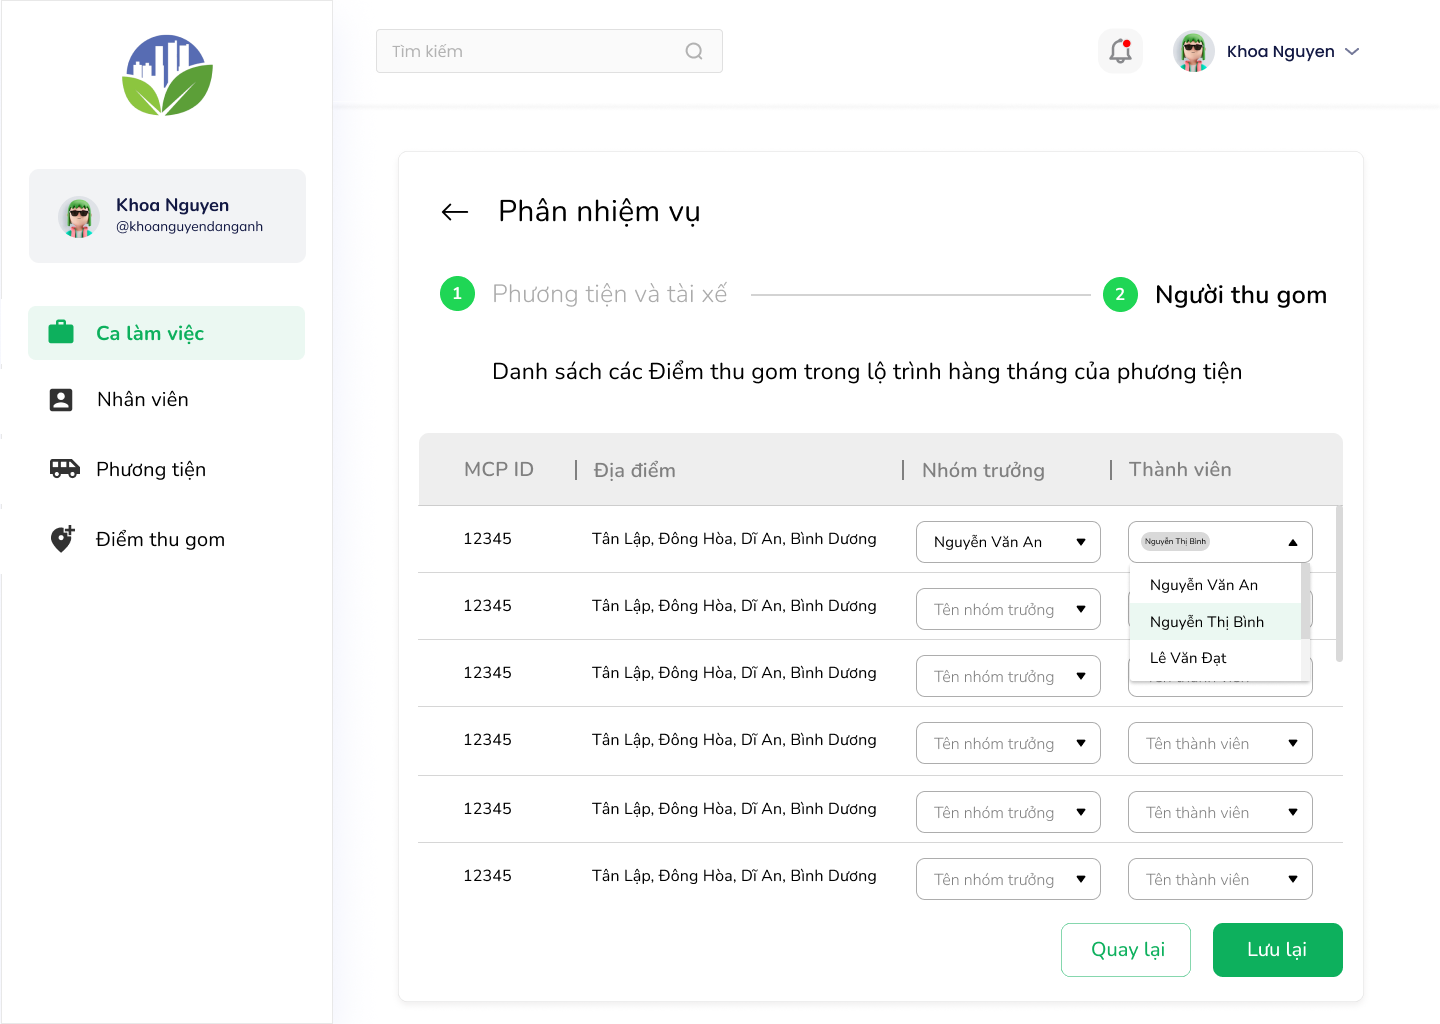 Tìm kiếm
Khoa Nguyen
Khoa Nguyen
@khoanguyendanganh
Ca làm việc
Nhân viên
Phương tiện
Điểm thu gom
Phân nhiệm vụ
1 Phương tiện và tài xế
2 Người thu gom
Danh sách các Điểm thu gom trong lộ trình hàng tháng của phương tiện
MCP ID | Địa điểm | Nhóm trưởng | Thành viên
12345 Tân Lập, Đông Hòa, Dĩ An, Bình Dương Nguyễn Văn An Nguyễn Thị Bình
Nguyễn Văn An
Nguyễn Thị Bình
Lê Văn Đạt
12345 Tân Lập, Đông Hòa, Dĩ An, Bình Dương Tên nhóm trưởng
12345 Tân Lập, Đông Hòa, Dĩ An, Bình Dương Tên nhóm trưởng
12345 Tân Lập, Đông Hòa, Dĩ An, Bình Dương Tên nhóm trưởng Tên thành viên
12345 Tân Lập, Đông Hòa, Dĩ An, Bình Dương Tên nhóm trưởng Tên thành viên
12345 Tân Lập, Đông Hòa, Dĩ An, Bình Dương Tên nhóm trưởng Tên thành viên
Quay lại
Lưu lại